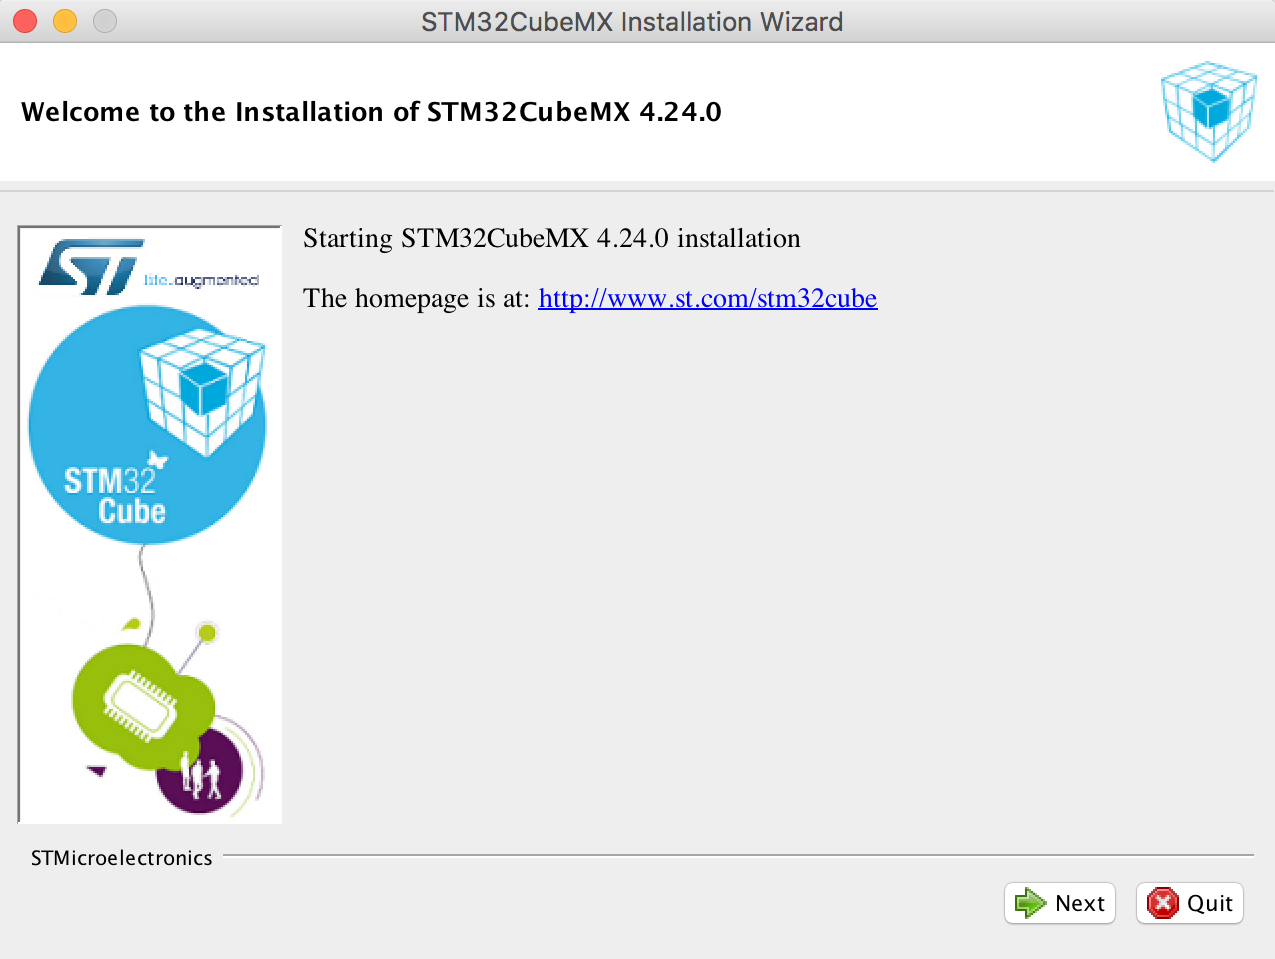 STM32CubeMX Installation Wizard
Welcome to the Installation of STM32CubeMX 4.24.0
ST life.augmented
Starting STM32CubeMX 4.24.0 installation
The homepage is at: http://www.st.com/stm32cube
STM32
Cube
STMicroelectronics
Next
Quit